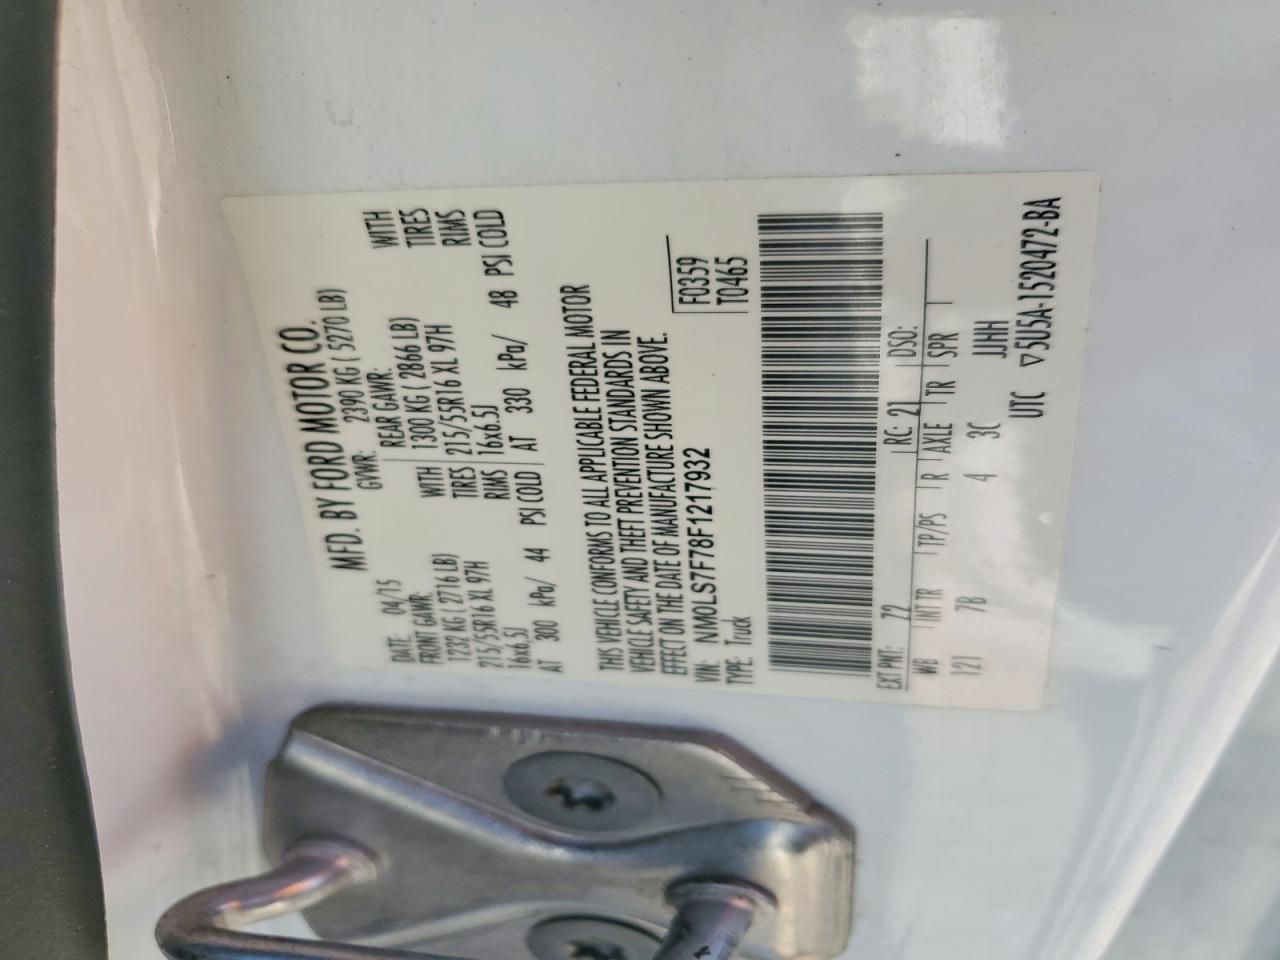 MFD. BY FORD MOTOR CO.
DATE: 04/15 GVWR: 2390 KG ( 5270 LB)
FRONT GAWR: REAR GAWR:
1232 KG ( 2716 LB) WITH 1300 KG ( 2866 LB) WITH
215/55R16 XL 97H TIRES 215/55R16 XL 97H TIRES
16x6.5J RIMS 16x6.5J RIMS
AT 300 kPa/ 44 PSI COLD AT 330 kPa/ 48 PSI COLD
THIS VEHICLE CONFORMS TO ALL APPLICABLE FEDERAL MOTOR
VEHICLE SAFETY AND THEFT PREVENTION STANDARDS IN
EFFECT ON THE DATE OF MANUFACTURE SHOWN ABOVE.
VIN: NM0LS7F78F1217932 F0359
TYPE: Truck T0465
EXT PNT: Z2 RC: 21 DSO:
WB INT TR TP/PS R AXLE TR SPR
121 7B 4 3C JJHH
UTC ▽5U5A-1520472-BA